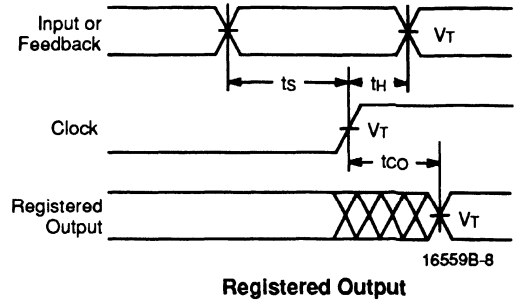 Input or
Feedback
VT
tS
tH
Clock
VT
tCO
Registered
Output
VT
16559B-8
Registered Output